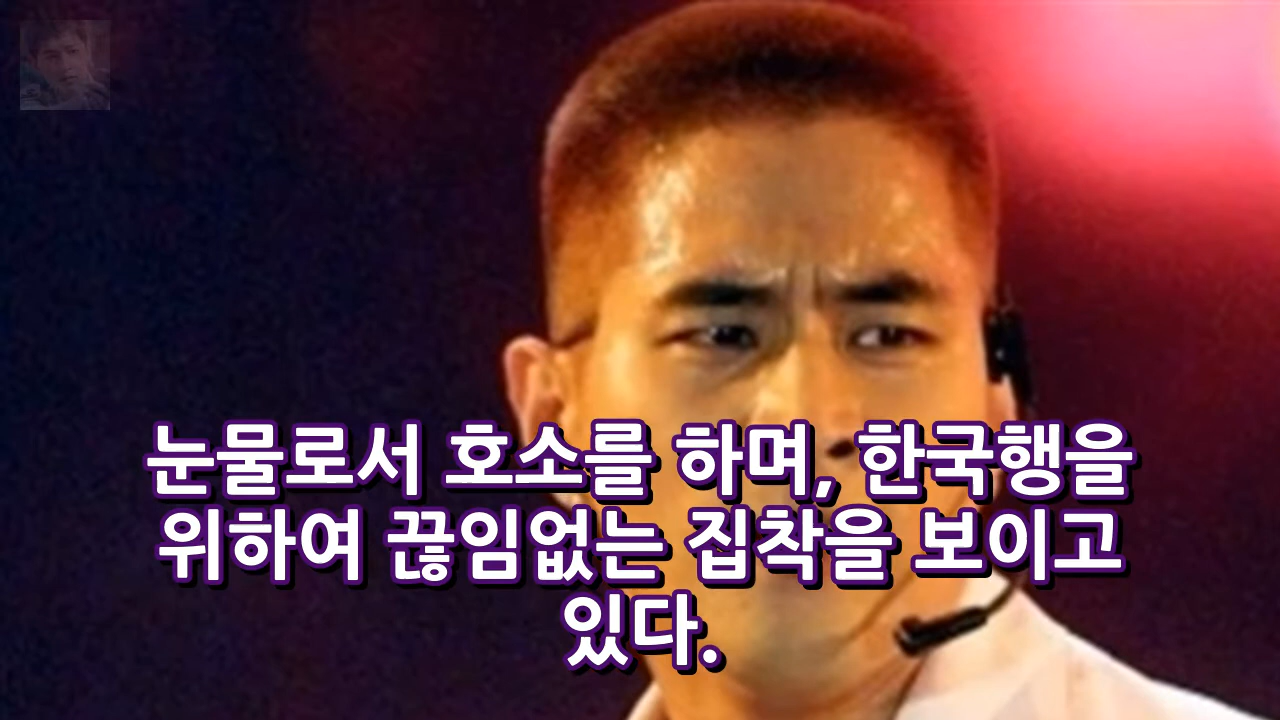 눈물로서 호소를 하며, 한국행을
위하여 끊임없는 집착을 보이고
있다.